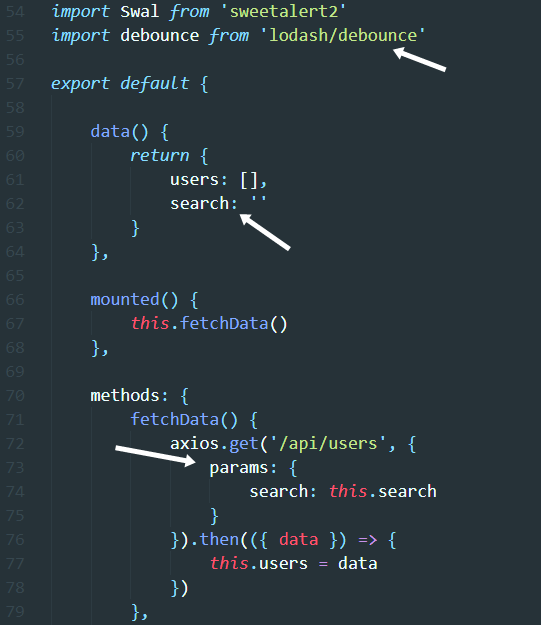 54 import Swal from 'sweetalert2'
55 import debounce from 'lodash/debounce'
56
57 export default {
58
59     data() {
60         return {
61             users: [],
62             search: ''
63         }
64     },
65
66     mounted() {
67         this.fetchData()
68     },
69
70     methods: {
71         fetchData() {
72             axios.get('/api/users', {
73                 params: {
74                     search: this.search
75                 }
76             }).then(({ data }) => {
77                 this.users = data
78             })
79         },